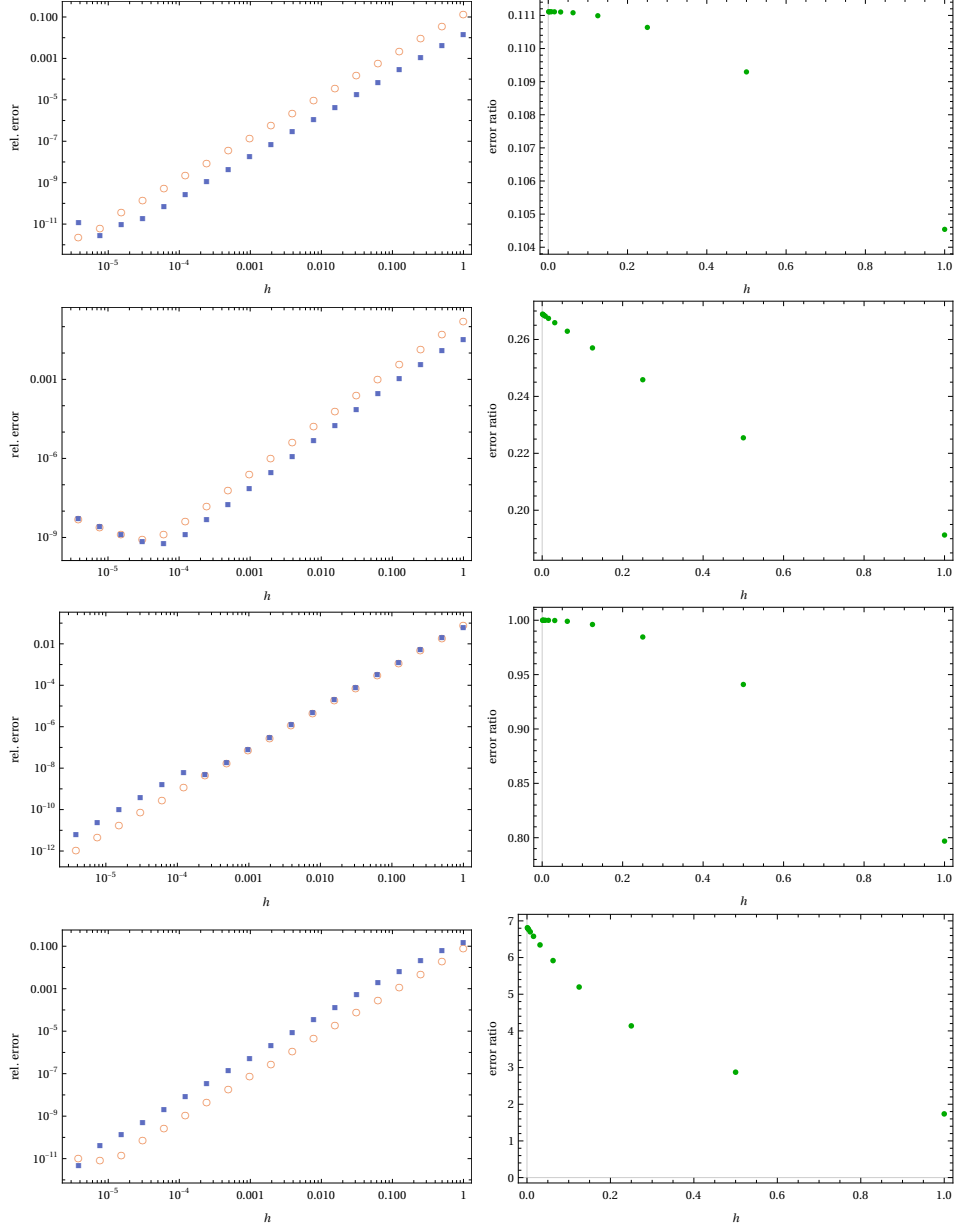 0.100
0.001
10⁻⁵
10⁻⁷
10⁻⁹
10⁻¹¹
rel. error
10⁻⁵ 10⁻⁴ 0.001 0.010 0.100 1
h
0.111
0.110
0.109
0.108
0.107
0.106
0.105
0.104
error ratio
0.0 0.2 0.4 0.6 0.8 1.0
h
0.001
10⁻⁶
10⁻⁹
rel. error
10⁻⁵ 10⁻⁴ 0.001 0.010 0.100 1
h
0.26
0.24
0.22
0.20
error ratio
0.0 0.2 0.4 0.6 0.8 1.0
h
0.01
10⁻⁴
10⁻⁶
10⁻⁸
10⁻¹⁰
10⁻¹²
rel. error
10⁻⁵ 10⁻⁴ 0.001 0.010 0.100 1
h
1.00
0.95
0.90
0.85
0.80
error ratio
0.0 0.2 0.4 0.6 0.8 1.0
h
0.100
0.001
10⁻⁵
10⁻⁷
10⁻⁹
10⁻¹¹
rel. error
10⁻⁵ 10⁻⁴ 0.001 0.010 0.100 1
h
7
6
5
4
3
2
1
0
error ratio
0.0 0.2 0.4 0.6 0.8 1.0
h